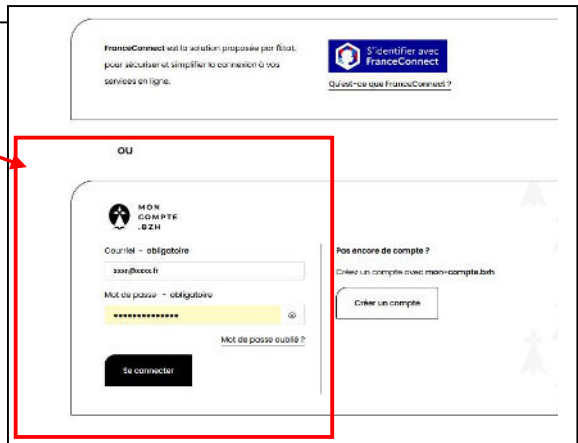 FranceConnect est la solution proposée par l'État,
pour sécuriser et simplifier la connexion à vos
services en ligne.
S'identifier avec
FranceConnect
Qu'est-ce que FranceConnect ?
ou
MON
COMPTE
.BZH
Courriel - obligatoire
xxxx@xxxx.fr
Mot de passe - obligatoire
••••••••••••••
Mot de passe oublié ?
Se connecter
Pas encore de compte ?
Créez un compte avec mon-compte.bzh
Créer un compte